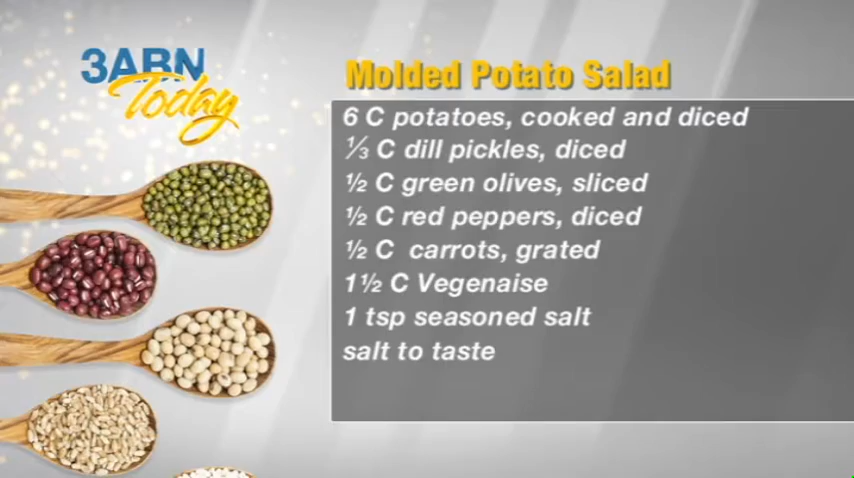 3ABN
Today
Molded Potato Salad
6 C potatoes, cooked and diced
⅓ C dill pickles, diced
½ C green olives, sliced
½ C red peppers, diced
½ C carrots, grated
1½ C Vegenaise
1 tsp seasoned salt
salt to taste